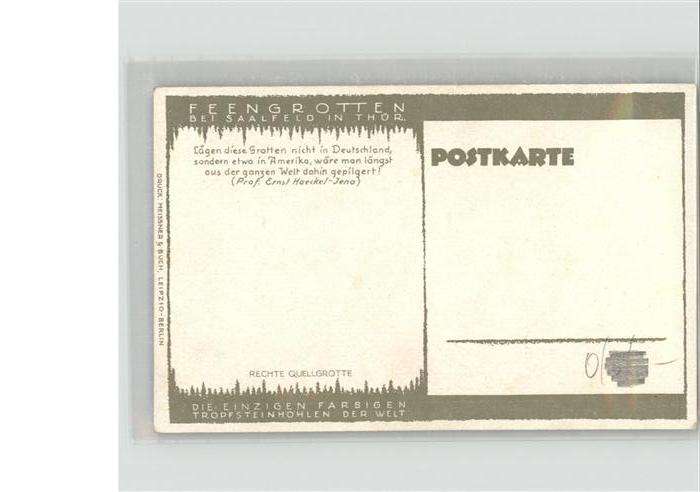 FEENGROTTEN
BEI SAALFELD IN THÜR.
Lägen diese Grotten nicht in Deutschland,
sondern etwa in Amerika, wäre man längst
aus der ganzen Welt dahin gepilgert!
(Prof. Ernst Haeckel-Jena)
POSTKARTE
DRUCK: MEISSNER & BUCH, LEIPZIG-BERLIN
RECHTE QUELLGROTTE
DIE EINZIGEN FARBIGEN
TROPFSTEINHÖHLEN DER WELT